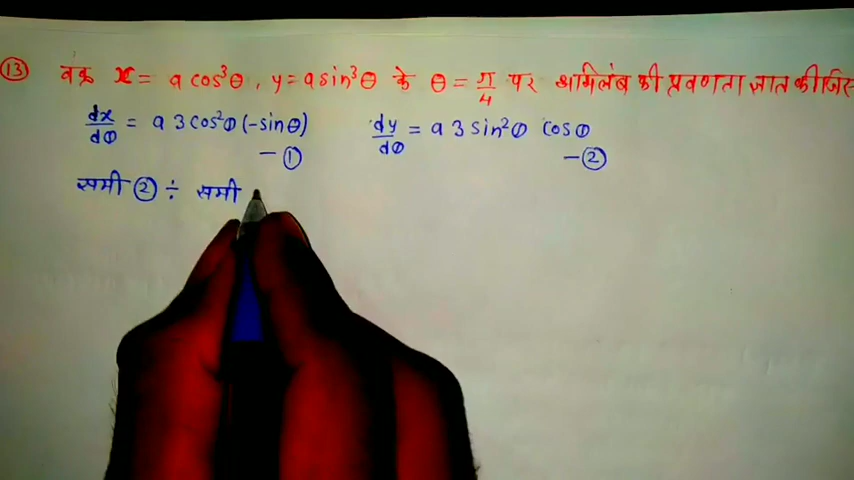 ⑬ वक्र x = a cos³θ , y = a sin³θ के θ = π/4 पर अभिलंब की प्रवणता ज्ञात कीजिए
dx/dθ = a 3 cos²θ (-sinθ) dy/dθ = a 3 sin²θ cosθ
– ① – ②
समी ② ÷ समी